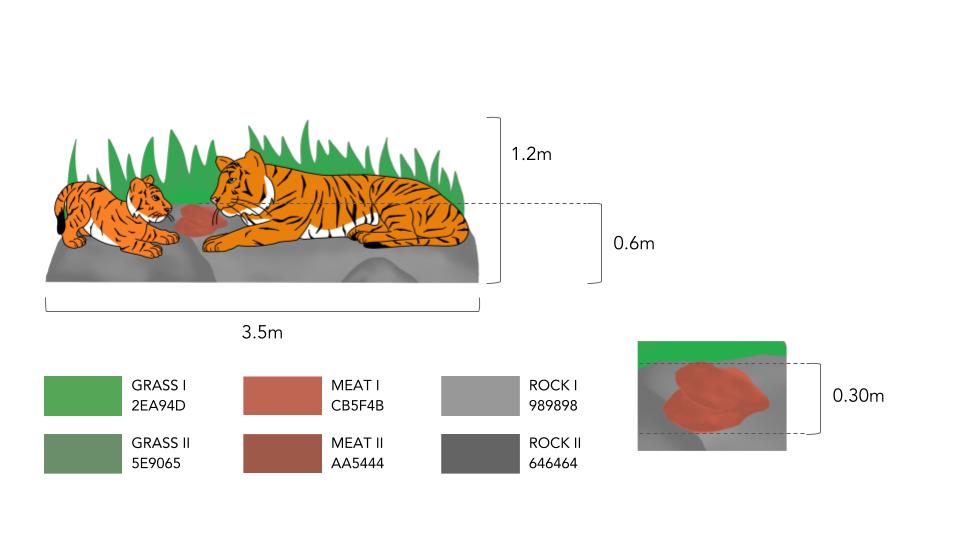 1.2m
0.6m
3.5m
0.30m
GRASS I
2EA94D
MEAT I
CB5F4B
ROCK I
989898
GRASS II
5E9065
MEAT II
AA5444
ROCK II
646464